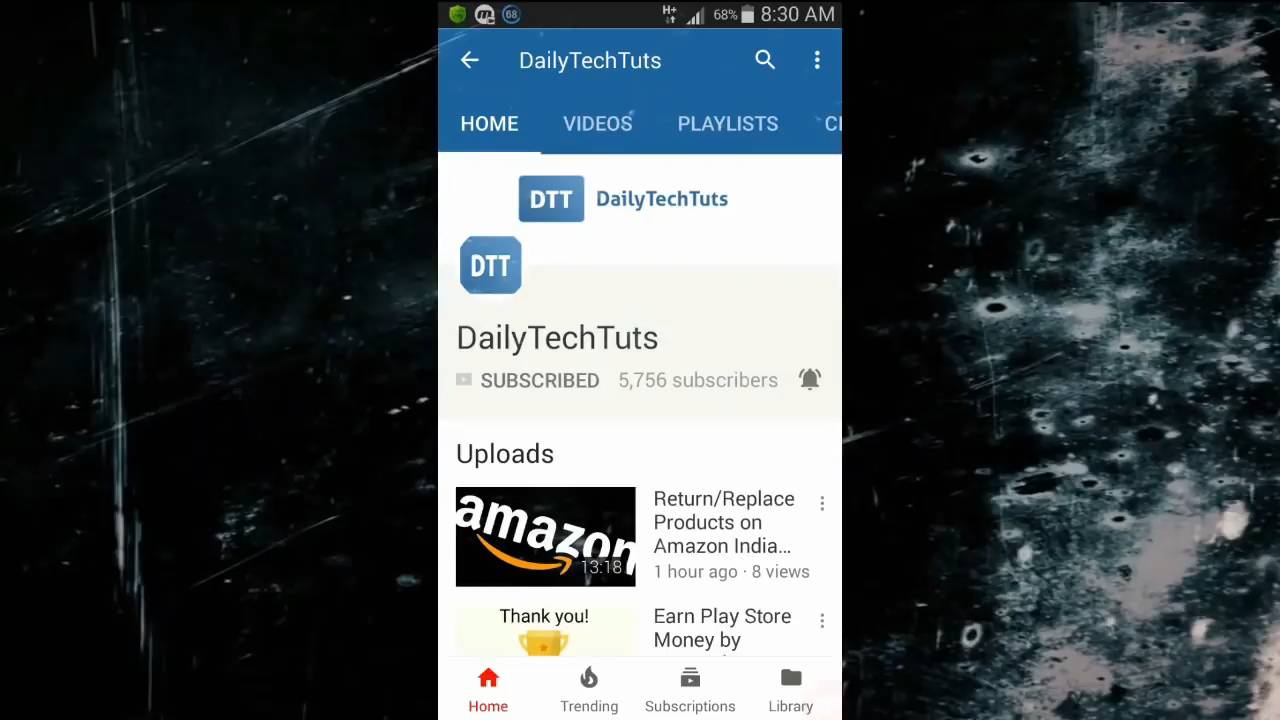 68 H+ 68% 8:30 AM
DailyTechTuts
HOME VIDEOS PLAYLISTS
DTT DailyTechTuts
DTT
DailyTechTuts
SUBSCRIBED 5,756 subscribers
Uploads
amazon
13:18
Return/Replace
Products on
Amazon India...
1 hour ago · 8 views
Thank you!
Earn Play Store
Money by
Home Trending Subscriptions Library